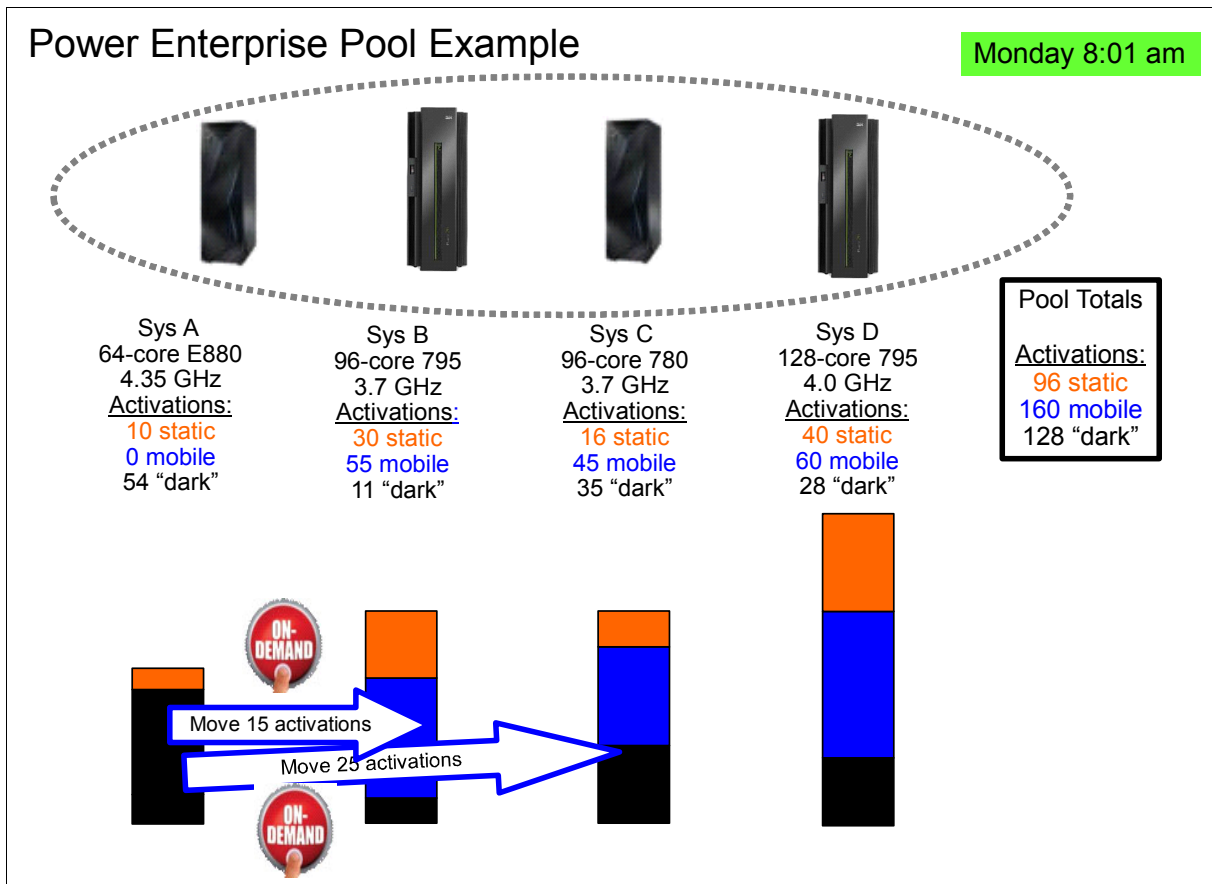 Power Enterprise Pool Example
Monday 8:01 am
Sys A
64-core E880
4.35 GHz
Activations:
10 static
0 mobile
54 “dark”
Sys B
96-core 795
3.7 GHz
Activations:
30 static
55 mobile
11 “dark”
Sys C
96-core 780
3.7 GHz
Activations:
16 static
45 mobile
35 “dark”
Sys D
128-core 795
4.0 GHz
Activations:
40 static
60 mobile
28 “dark”
Pool Totals
Activations:
96 static
160 mobile
128 “dark”
ON-
DEMAND
Move 15 activations
Move 25 activations
ON-
DEMAND